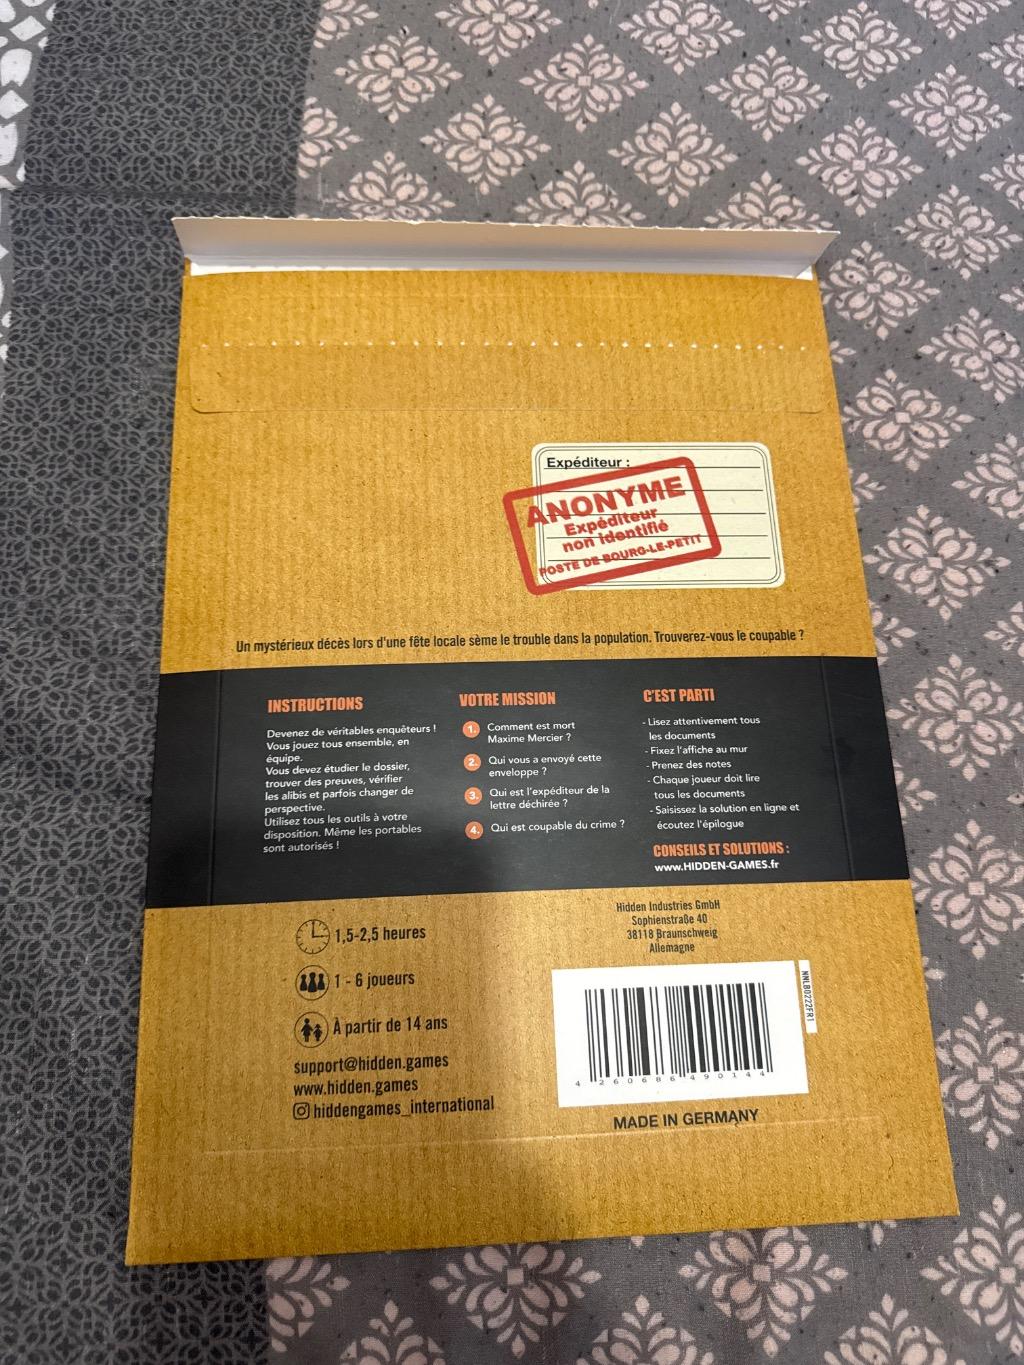 Expéditeur :
ANONYME
Expéditeur
non identifié
POSTE DE BOURG-LE-PETIT
Un mystérieux décès lors d'une fête locale sème le trouble dans la population. Trouverez-vous le coupable ?
INSTRUCTIONS
Devenez de véritables enquêteurs !
Vous jouez tous ensemble, en
équipe.
Vous devez étudier le dossier,
trouver des preuves, vérifier
les alibis et parfois changer de
perspective.
Utilisez tous les outils à votre
disposition. Même les portables
sont autorisés !
VOTRE MISSION
1. Comment est mort
Maxime Mercier ?
2. Qui vous a envoyé cette
enveloppe ?
3. Qui est l'expéditeur de la
lettre déchirée ?
4. Qui est coupable du crime ?
C'EST PARTI
- Lisez attentivement tous
les documents
- Fixez l'affiche au mur
- Prenez des notes
- Chaque joueur doit lire
tous les documents
- Saisissez la solution en ligne et
écoutez l'épilogue
CONSEILS ET SOLUTIONS :
www.HIDDEN-GAMES.fr
1,5-2,5 heures
1 - 6 joueurs
À partir de 14 ans
support@hidden.games
www.hidden.games
hiddengames_international
Hidden Industries GmbH
Sophienstraße 40
38118 Braunschweig
Allemagne
NNLB0222FR1
4 260686 490144
MADE IN GERMANY